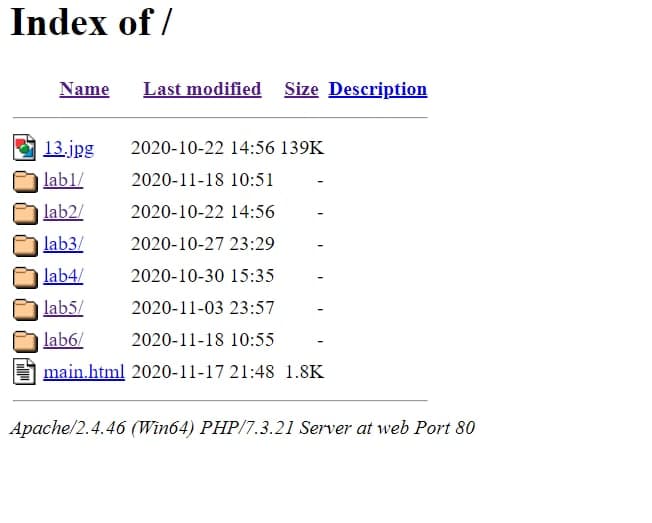 Index of /
Name Last modified Size Description
13.jpg 2020-10-22 14:56 139K
lab1/ 2020-11-18 10:51 -
lab2/ 2020-10-22 14:56 -
lab3/ 2020-10-27 23:29 -
lab4/ 2020-10-30 15:35 -
lab5/ 2020-11-03 23:57 -
lab6/ 2020-11-18 10:55 -
main.html 2020-11-17 21:48 1.8K
Apache/2.4.46 (Win64) PHP/7.3.21 Server at web Port 80